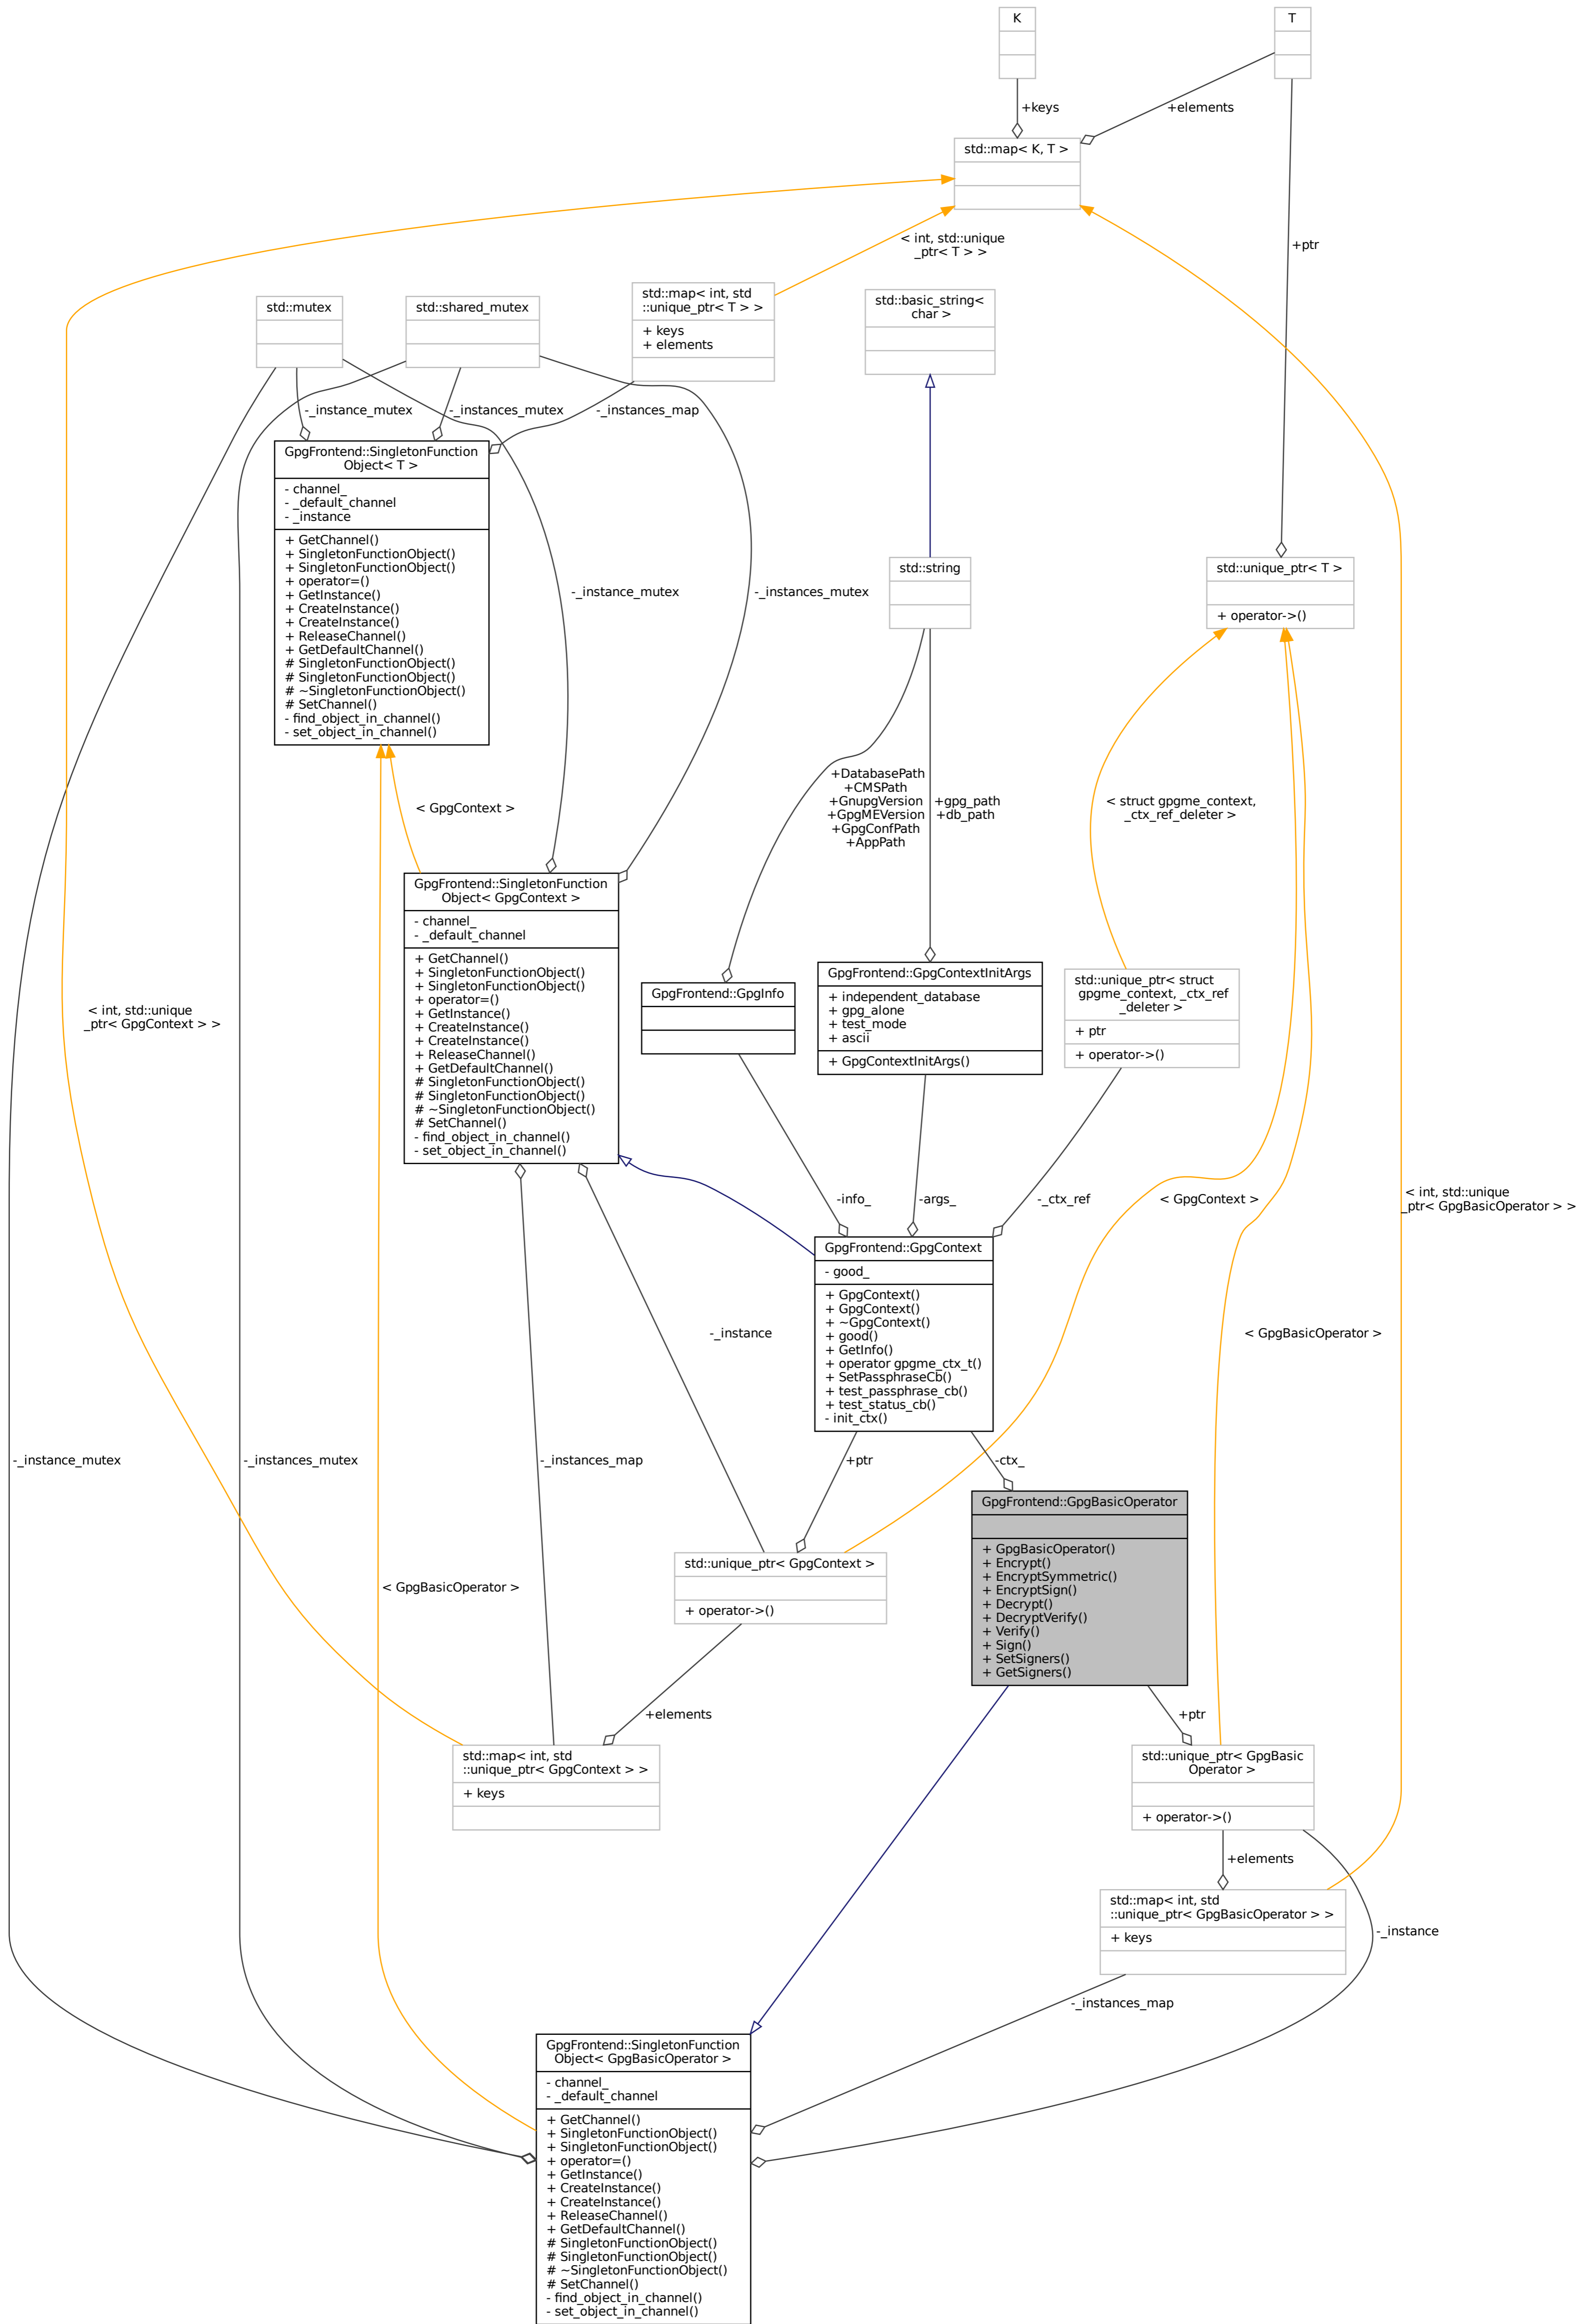 K
T
+keys
+elements
std::map< K, T >
+ptr
< int, std::unique
_ptr< T > >
std::mutex
std::shared_mutex
std::map< int, std
::unique_ptr< T > >
+ keys
+ elements
std::basic_string<
char >
-_instance_mutex
-_instances_mutex
-_instances_map
GpgFrontend::SingletonFunction
Object< T >
- channel_
- _default_channel
- _instance
+ GetChannel()
+ SingletonFunctionObject()
+ SingletonFunctionObject()
+ operator=()
+ GetInstance()
+ CreateInstance()
+ CreateInstance()
+ ReleaseChannel()
+ GetDefaultChannel()
# SingletonFunctionObject()
# SingletonFunctionObject()
# ~SingletonFunctionObject()
# SetChannel()
- find_object_in_channel()
- set_object_in_channel()
-_instance_mutex
-_instances_mutex
std::string
std::unique_ptr< T >
+ operator->()
< GpgContext >
+DatabasePath
+CMSPath
+GnupgVersion
+GpgMEVersion
+GpgConfPath
+AppPath
+gpg_path
+db_path
< struct gpgme_context,
_ctx_ref_deleter >
GpgFrontend::SingletonFunction
Object< GpgContext >
- channel_
- _default_channel
+ GetChannel()
+ SingletonFunctionObject()
+ SingletonFunctionObject()
+ operator=()
+ GetInstance()
+ CreateInstance()
+ CreateInstance()
+ ReleaseChannel()
+ GetDefaultChannel()
# SingletonFunctionObject()
# SingletonFunctionObject()
# ~SingletonFunctionObject()
# SetChannel()
- find_object_in_channel()
- set_object_in_channel()
GpgFrontend::GpgInfo
GpgFrontend::GpgContextInitArgs
+ independent_database
+ gpg_alone
+ test_mode
+ ascii
+ GpgContextInitArgs()
std::unique_ptr< struct
gpgme_context, _ctx_ref
_deleter >
+ ptr
+ operator->()
< int, std::unique
_ptr< GpgContext > >
-info_
-args_
-_ctx_ref
< GpgContext >
< int, std::unique
_ptr< GpgBasicOperator > >
GpgFrontend::GpgContext
- good_
+ GpgContext()
+ GpgContext()
+ ~GpgContext()
+ good()
+ GetInfo()
+ operator gpgme_ctx_t()
+ SetPassphraseCb()
+ test_passphrase_cb()
+ test_status_cb()
- init_ctx()
-_instance
< GpgBasicOperator >
-_instance_mutex
-_instances_mutex
-_instances_map
+ptr
-ctx_
GpgFrontend::GpgBasicOperator
+ GpgBasicOperator()
+ Encrypt()
+ EncryptSymmetric()
+ EncryptSign()
+ Decrypt()
+ DecryptVerify()
+ Verify()
+ Sign()
+ SetSigners()
+ GetSigners()
std::unique_ptr< GpgContext >
+ operator->()
< GpgBasicOperator >
+elements
+ptr
std::map< int, std
::unique_ptr< GpgContext > >
+ keys
std::unique_ptr< GpgBasic
Operator >
+ operator->()
+elements
std::map< int, std
::unique_ptr< GpgBasicOperator > >
+ keys
-_instance
-_instances_map
GpgFrontend::SingletonFunction
Object< GpgBasicOperator >
- channel_
- _default_channel
+ GetChannel()
+ SingletonFunctionObject()
+ SingletonFunctionObject()
+ operator=()
+ GetInstance()
+ CreateInstance()
+ CreateInstance()
+ ReleaseChannel()
+ GetDefaultChannel()
# SingletonFunctionObject()
# SingletonFunctionObject()
# ~SingletonFunctionObject()
# SetChannel()
- find_object_in_channel()
- set_object_in_channel()